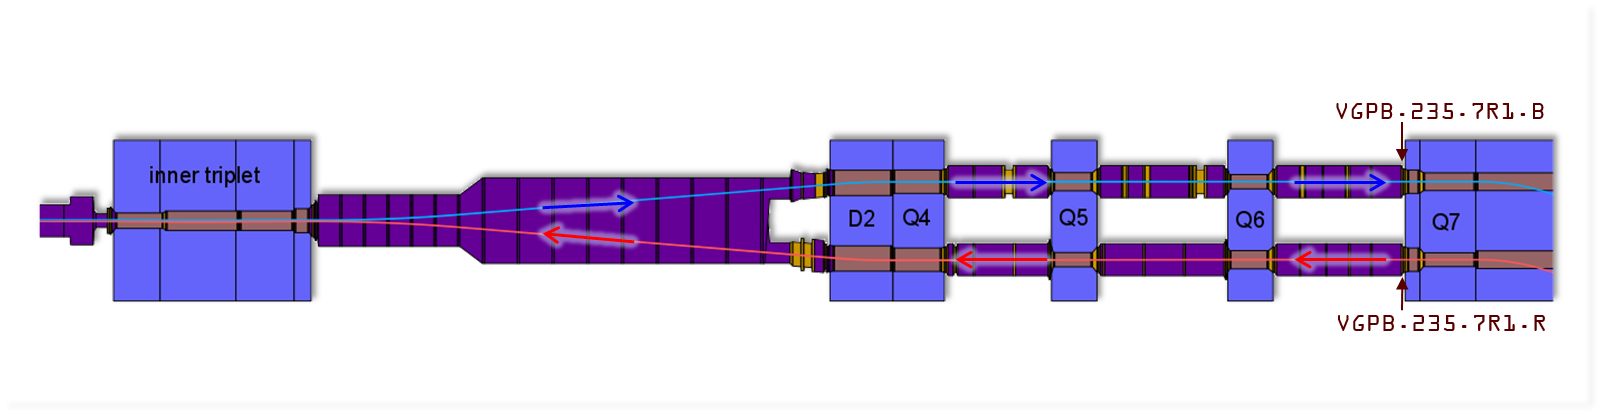 VGPB.235.7R1.B
inner triplet
D2
Q4
Q5
Q6
Q7
VGPB.235.7R1.R